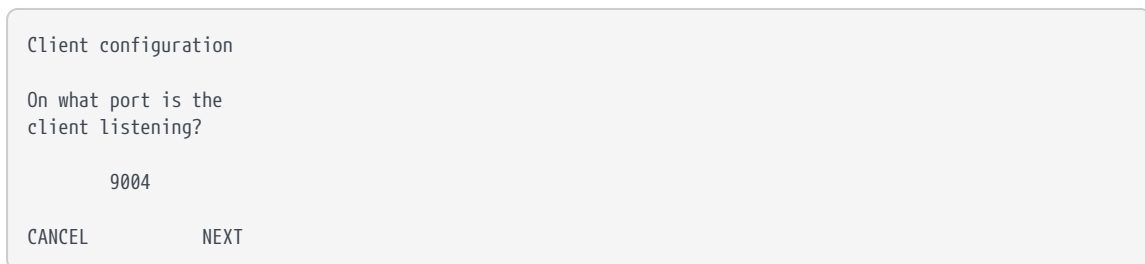 Client configuration
On what port is the
client listening?
9004
CANCEL NEXT